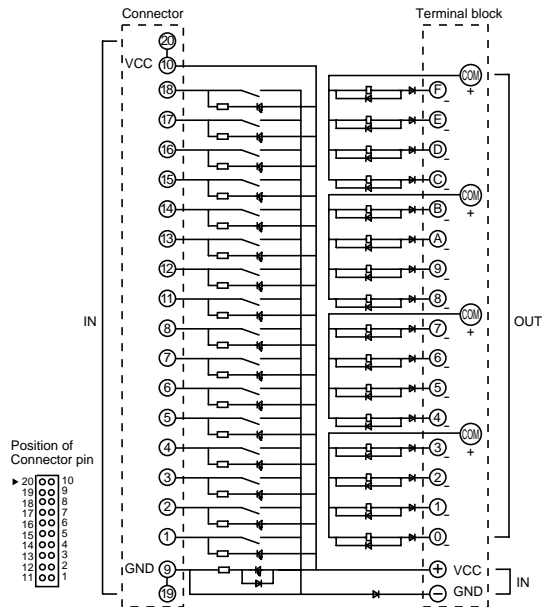 Connector Terminal block
20
VCC 10 COM
+
18 F -
17 E -
16 D -
15 C -
COM
14 B - +
13 A -
12 9 -
11 8 -
IN COM OUT
8 7 - +
7 6 -
6 5 -
5 4 -
COM
4 3 - +
3 2 -
2 1 -
1 0 -
GND 9 + VCC
IN
19 - GND
Position of
Connector pin
20 10
19 9
18 8
17 7
16 6
15 5
14 4
13 3
12 2
11 1